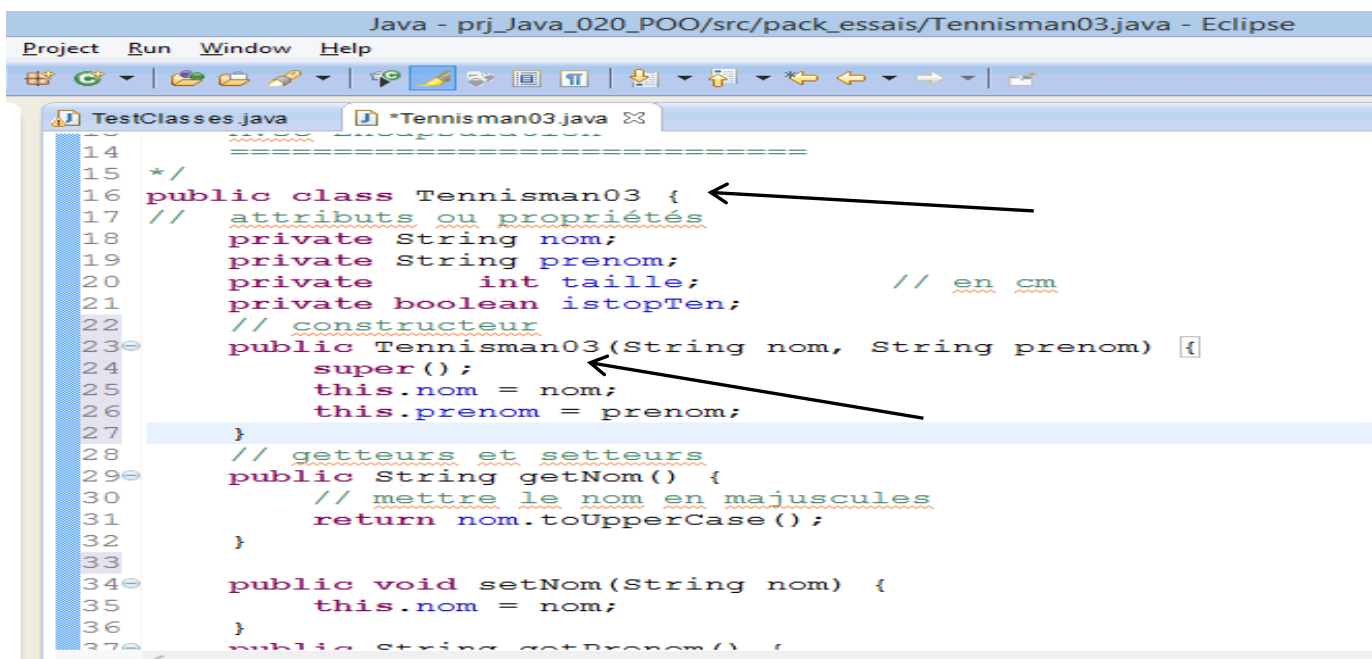 Java - prj_Java_020_POO/src/pack_essais/Tennisman03.java - Eclipse
Project Run Window Help
TestClasses.java *Tennisman03.java
14 ==============================
15 */
16 public class Tennisman03 {
17 // attributs ou propriétés
18 private String nom;
19 private String prenom;
20 private int taille; // en cm
21 private boolean istopTen;
22 // constructeur
23 public Tennisman03(String nom, String prenom) {
24 super();
25 this.nom = nom;
26 this.prenom = prenom;
27 }
28 // getteurs et setteurs
29 public String getNom() {
30 // mettre le nom en majuscules
31 return nom.toUpperCase();
32 }
33
34 public void setNom(String nom) {
35 this.nom = nom;
36 }
37 public String getPrenom() {